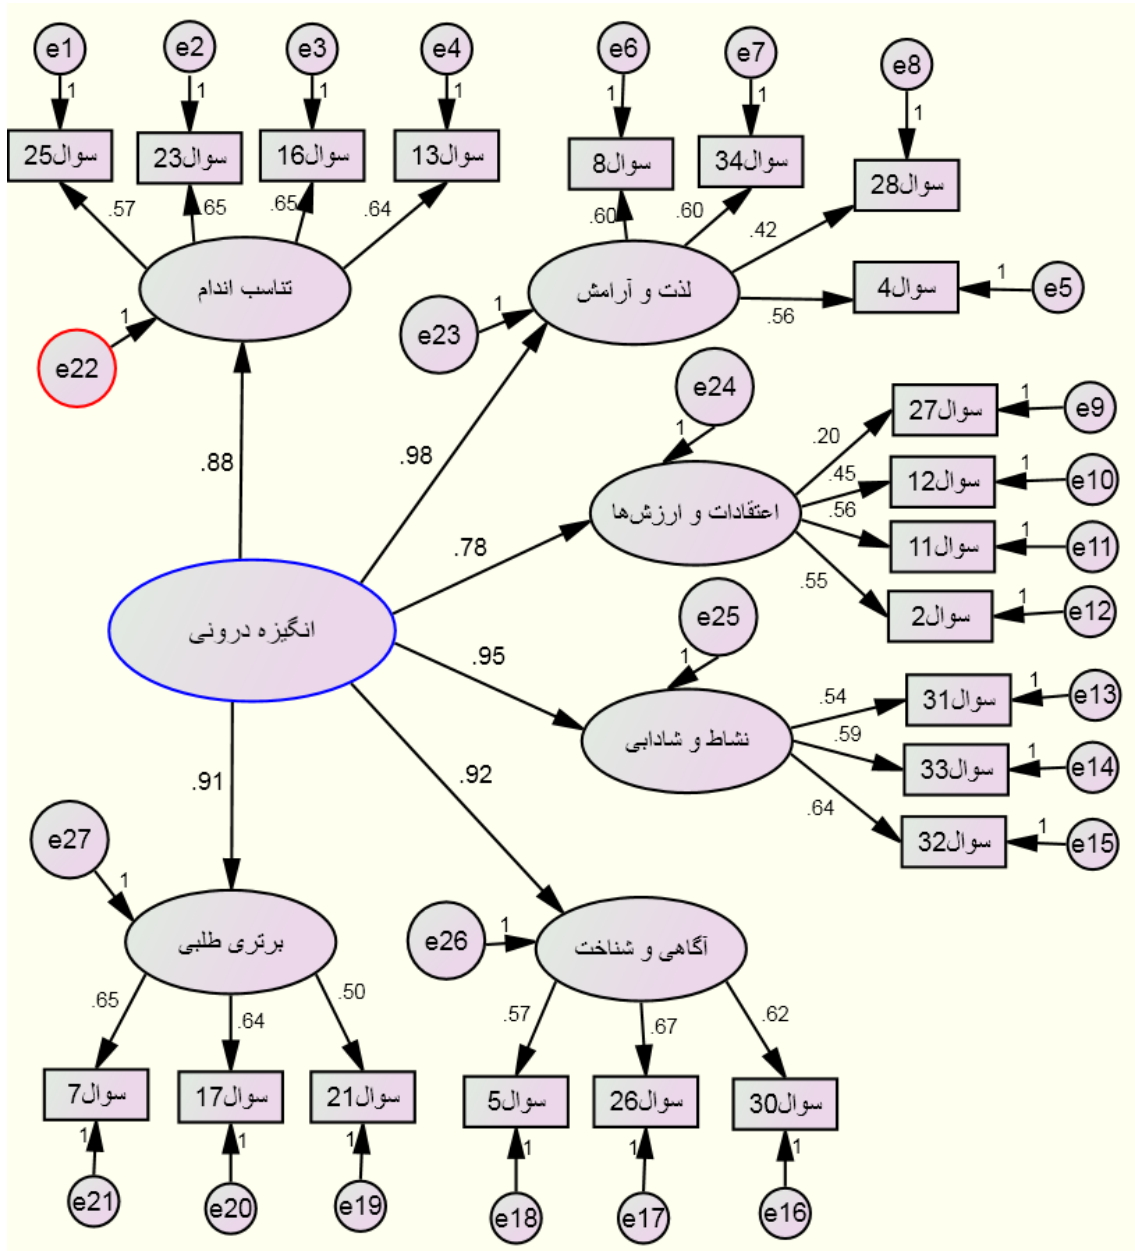 e1
e2
e3
e4
e6
e7
e8
1
1
1
1
1
1
1
سوال25
سوال23
سوال16
سوال13
سوال8
سوال34
سوال28
.57
.65
.65
.64
.60
.60
.42
تناسب اندام
لذت و آرامش
سوال4
1
e5
.56
1
e22
1
e23
e24
1
.88
.98
.78
اعتقادات و ارزش‌ها
.20
.45
.56
.55
سوال27
1
e9
سوال12
1
e10
سوال11
1
e11
سوال2
1
e12
انگیزه درونی
e25
1
.95
نشاط و شادابی
.54
.59
.64
سوال31
1
e13
سوال33
1
e14
سوال32
1
e15
.91
.92
e27
1
برتری طلبی
e26
1
آگاهی و شناخت
.65
.64
.50
.57
.67
.62
سوال7
سوال17
سوال21
سوال5
سوال26
سوال30
1
1
1
1
1
1
e21
e20
e19
e18
e17
e16